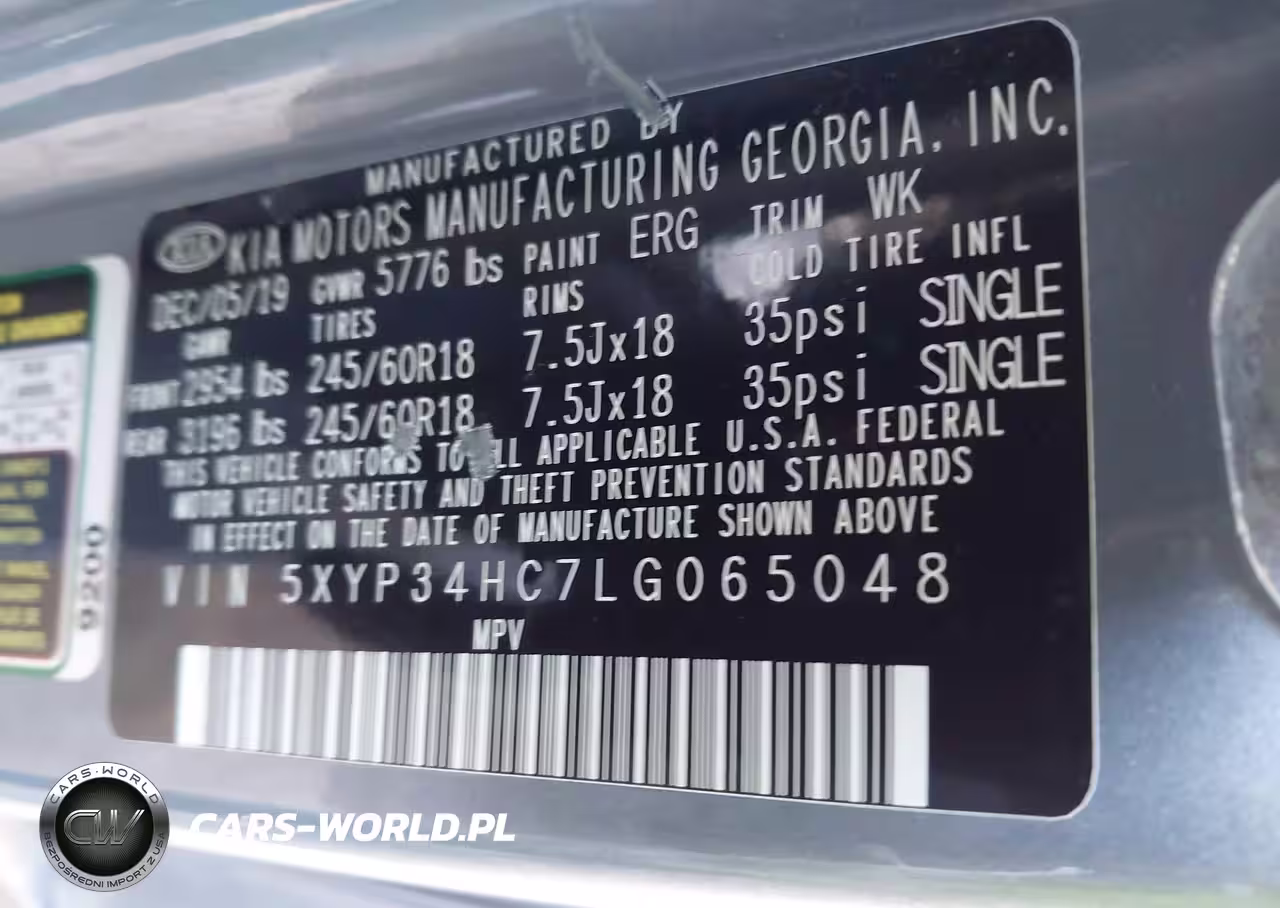 MANUFACTURED BY
KIA KIA MOTORS MANUFACTURING GEORGIA, INC.
DEC/05/19 GVWR 5776 lbs PAINT ERG TRIM WK
GAWR TIRES RIMS COLD TIRE INFL
FRONT 2954 lbs 245/60R18 7.5Jx18 35psi SINGLE
REAR 3196 lbs 245/60R18 7.5Jx18 35psi SINGLE
THIS VEHICLE CONFORMS TO ALL APPLICABLE U.S.A. FEDERAL
MOTOR VEHICLE SAFETY AND THEFT PREVENTION STANDARDS
IN EFFECT ON THE DATE OF MANUFACTURE SHOWN ABOVE
VIN 5XYP34HC7LG065048
MPV
CARS-WORLD
CW
BEZPOŚREDNI IMPORT Z USA
CARS-WORLD.PL